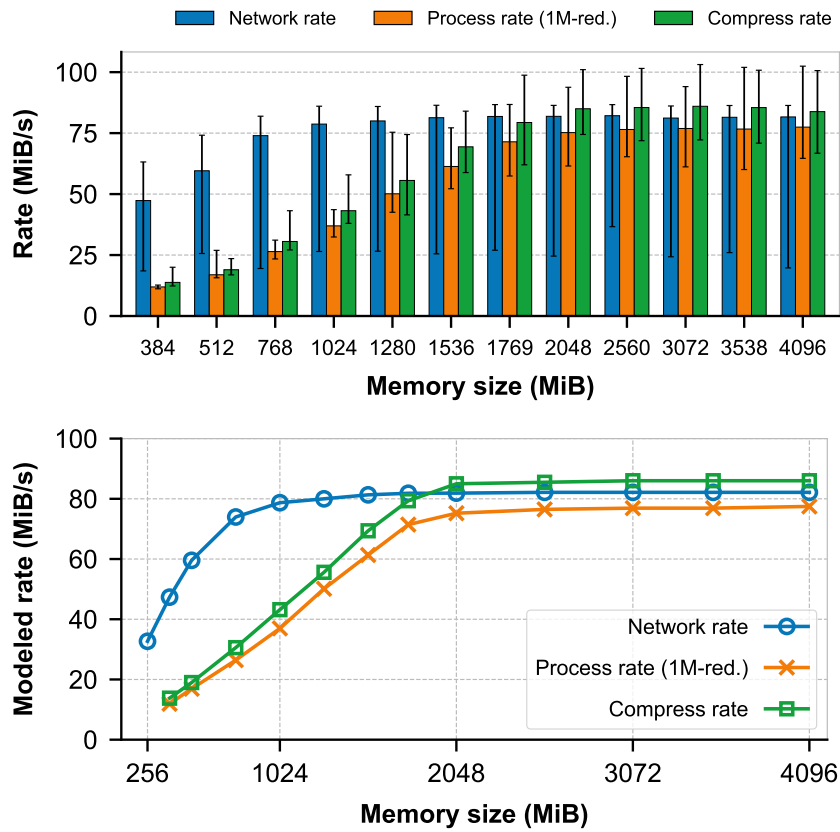 Network rate Process rate (1M-red.) Compress rate
Rate (MiB/s)
100
75
50
25
0
384 512 768 1024 1280 1536 1769 2048 2560 3072 3538 4096
Memory size (MiB)
Modeled rate (MiB/s)
100
80
60
40
20
0
Network rate
Process rate (1M-red.)
Compress rate
256 1024 2048 3072 4096
Memory size (MiB)